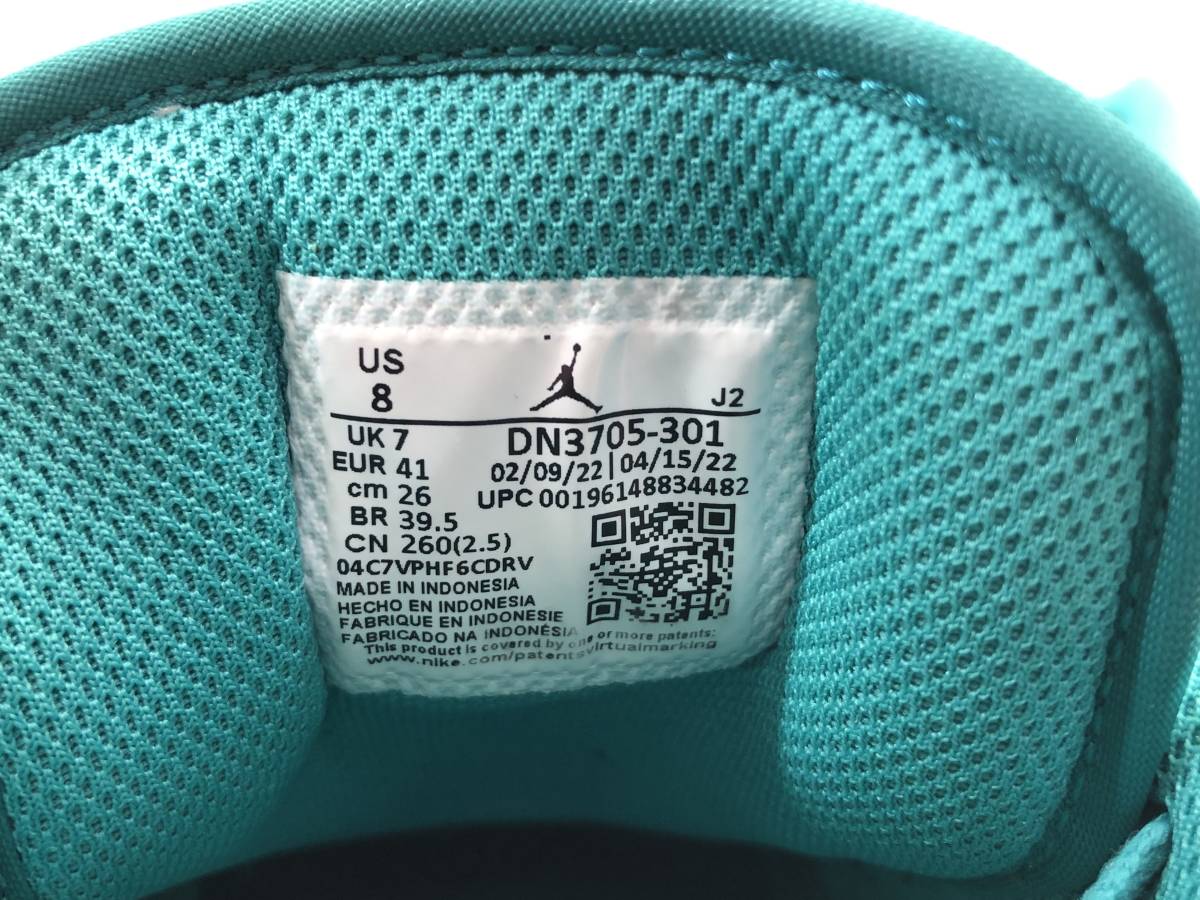 US
8
J2
UK 7
EUR 41
cm 26
BR 39.5
CN 260(2.5)
DN3705-301
02/09/22 | 04/15/22
UPC 00196148834482
04C7VPHF6CDRV
MADE IN INDONESIA
HECHO EN INDONESIA
FABRIQUE EN INDONESIE
FABRICADO NA INDONÉSIA
This product is covered by one or more patents:
www.nike.com/patentsvirtualmarking